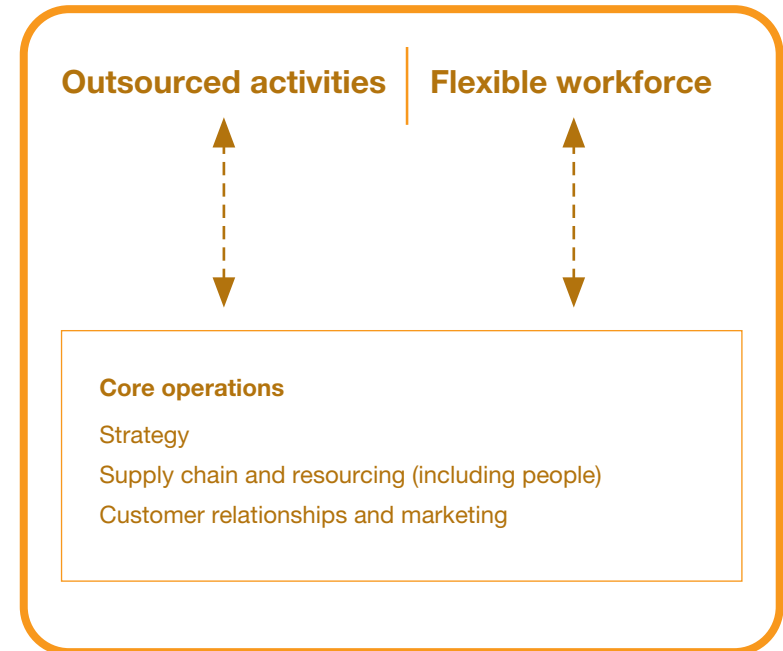 Outsourced activities
Flexible workforce
Core operations
Strategy
Supply chain and resourcing (including people)
Customer relationships and marketing